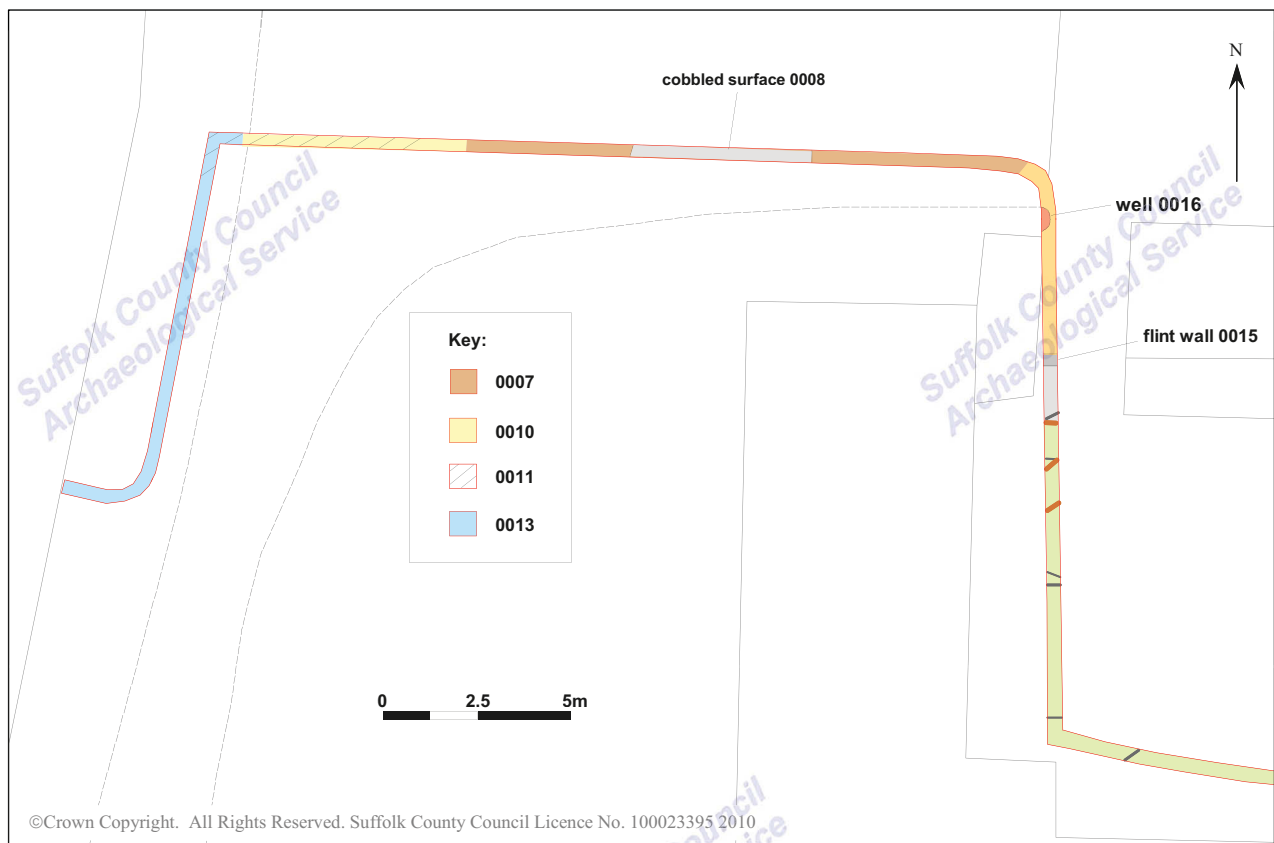 cobbled surface 0008
N
well 0016
flint wall 0015
Key:
0007
0010
0011
0013
0 2.5 5m
Suffolk County Council
Archaeological Service
Suffolk County Council
Archaeological Service
©Crown Copyright. All Rights Reserved. Suffolk County Council Licence No. 100023395 2010